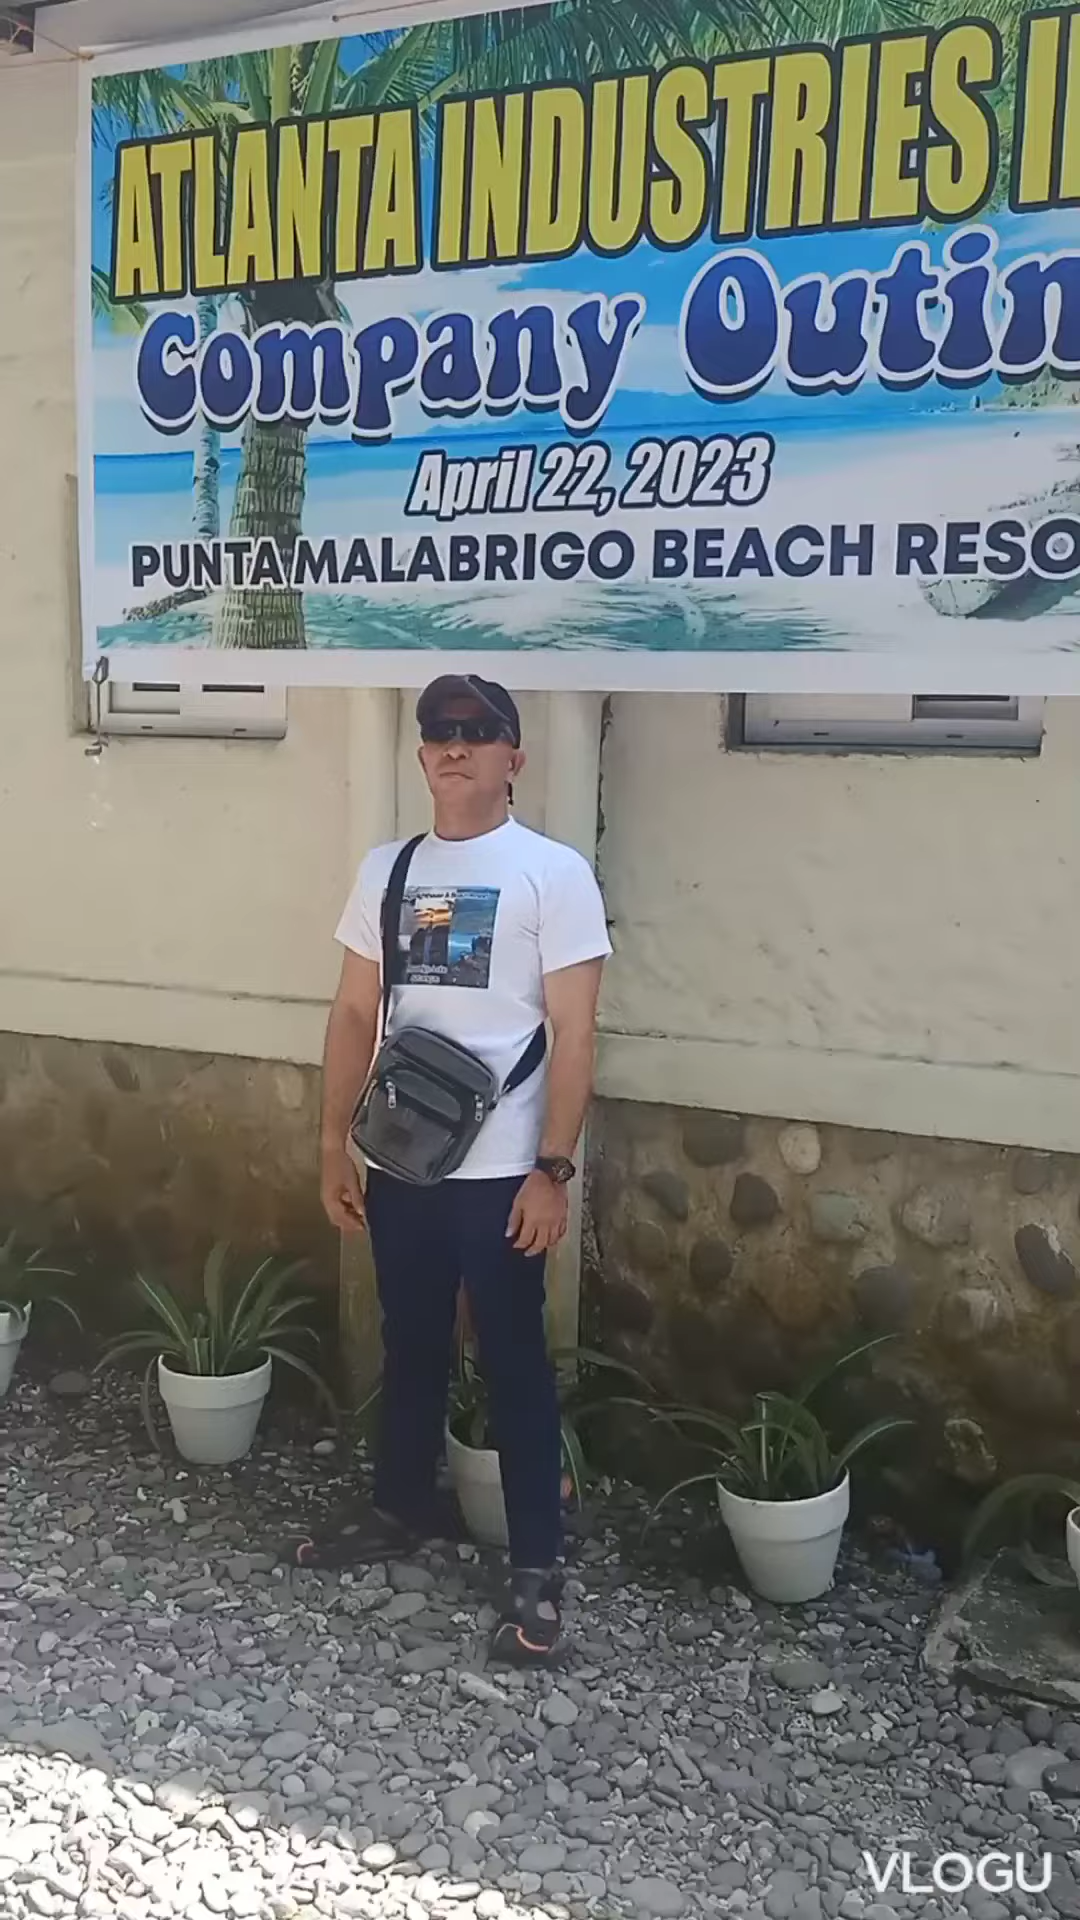 ATLANTA INDUSTRIES I
Company Outin
April 22, 2023
PUNTA MALABRIGO BEACH RESO
VLOGU